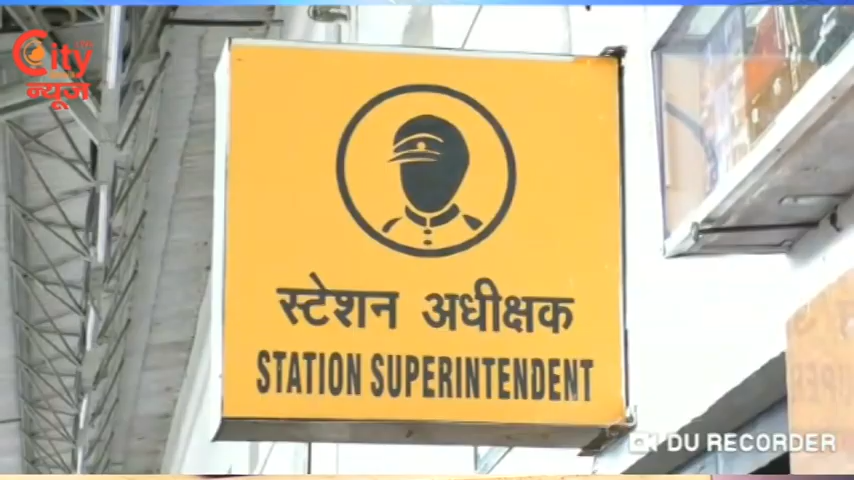 City
न्यूज़
स्टेशन अधीक्षक
STATION SUPERINTENDENT
DU RECORDER